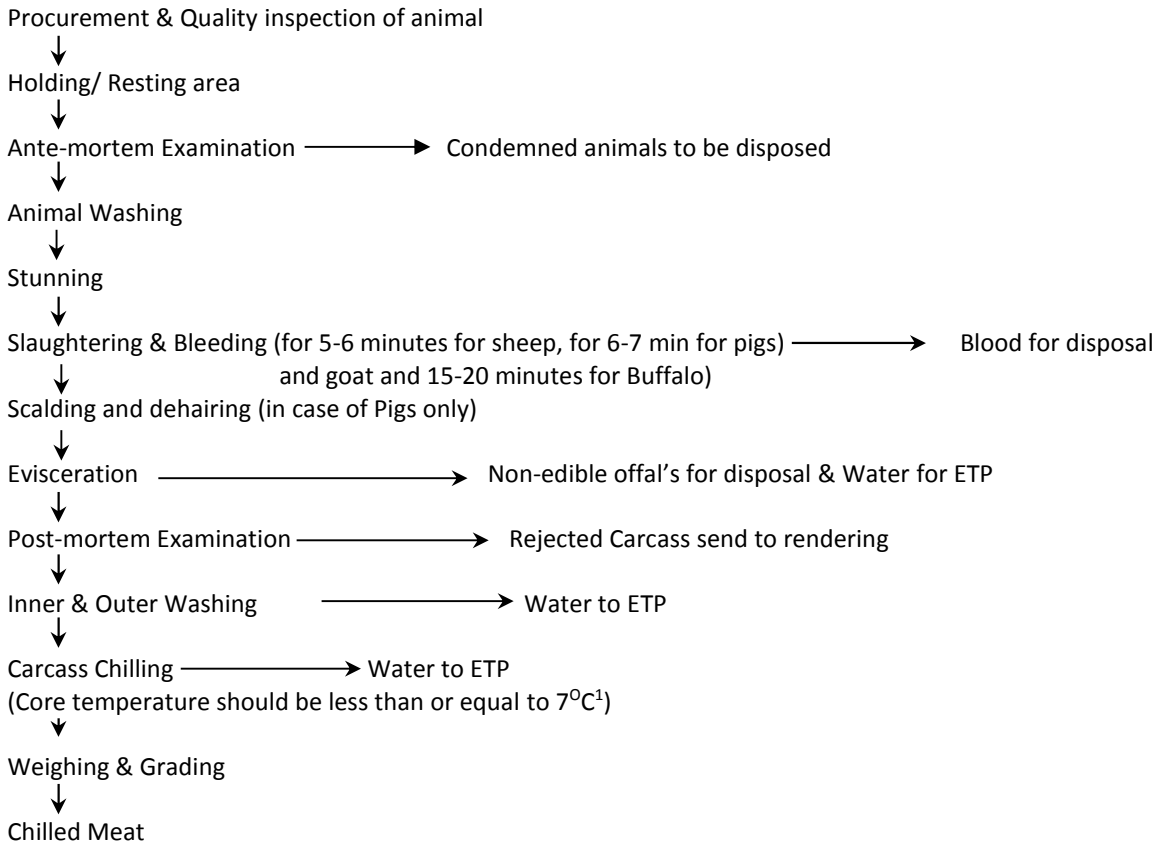 Procurement & Quality inspection of animal
Holding/ Resting area
Ante-mortem Examination Condemned animals to be disposed
Animal Washing
Stunning
Slaughtering & Bleeding (for 5-6 minutes for sheep, for 6-7 min for pigs) Blood for disposal
and goat and 15-20 minutes for Buffalo)
Scalding and dehairing (in case of Pigs only)
Evisceration Non-edible offal’s for disposal & Water for ETP
Post-mortem Examination Rejected Carcass send to rendering
Inner & Outer Washing Water to ETP
Carcass Chilling Water to ETP
(Core temperature should be less than or equal to 7⁰C¹)
Weighing & Grading
Chilled Meat